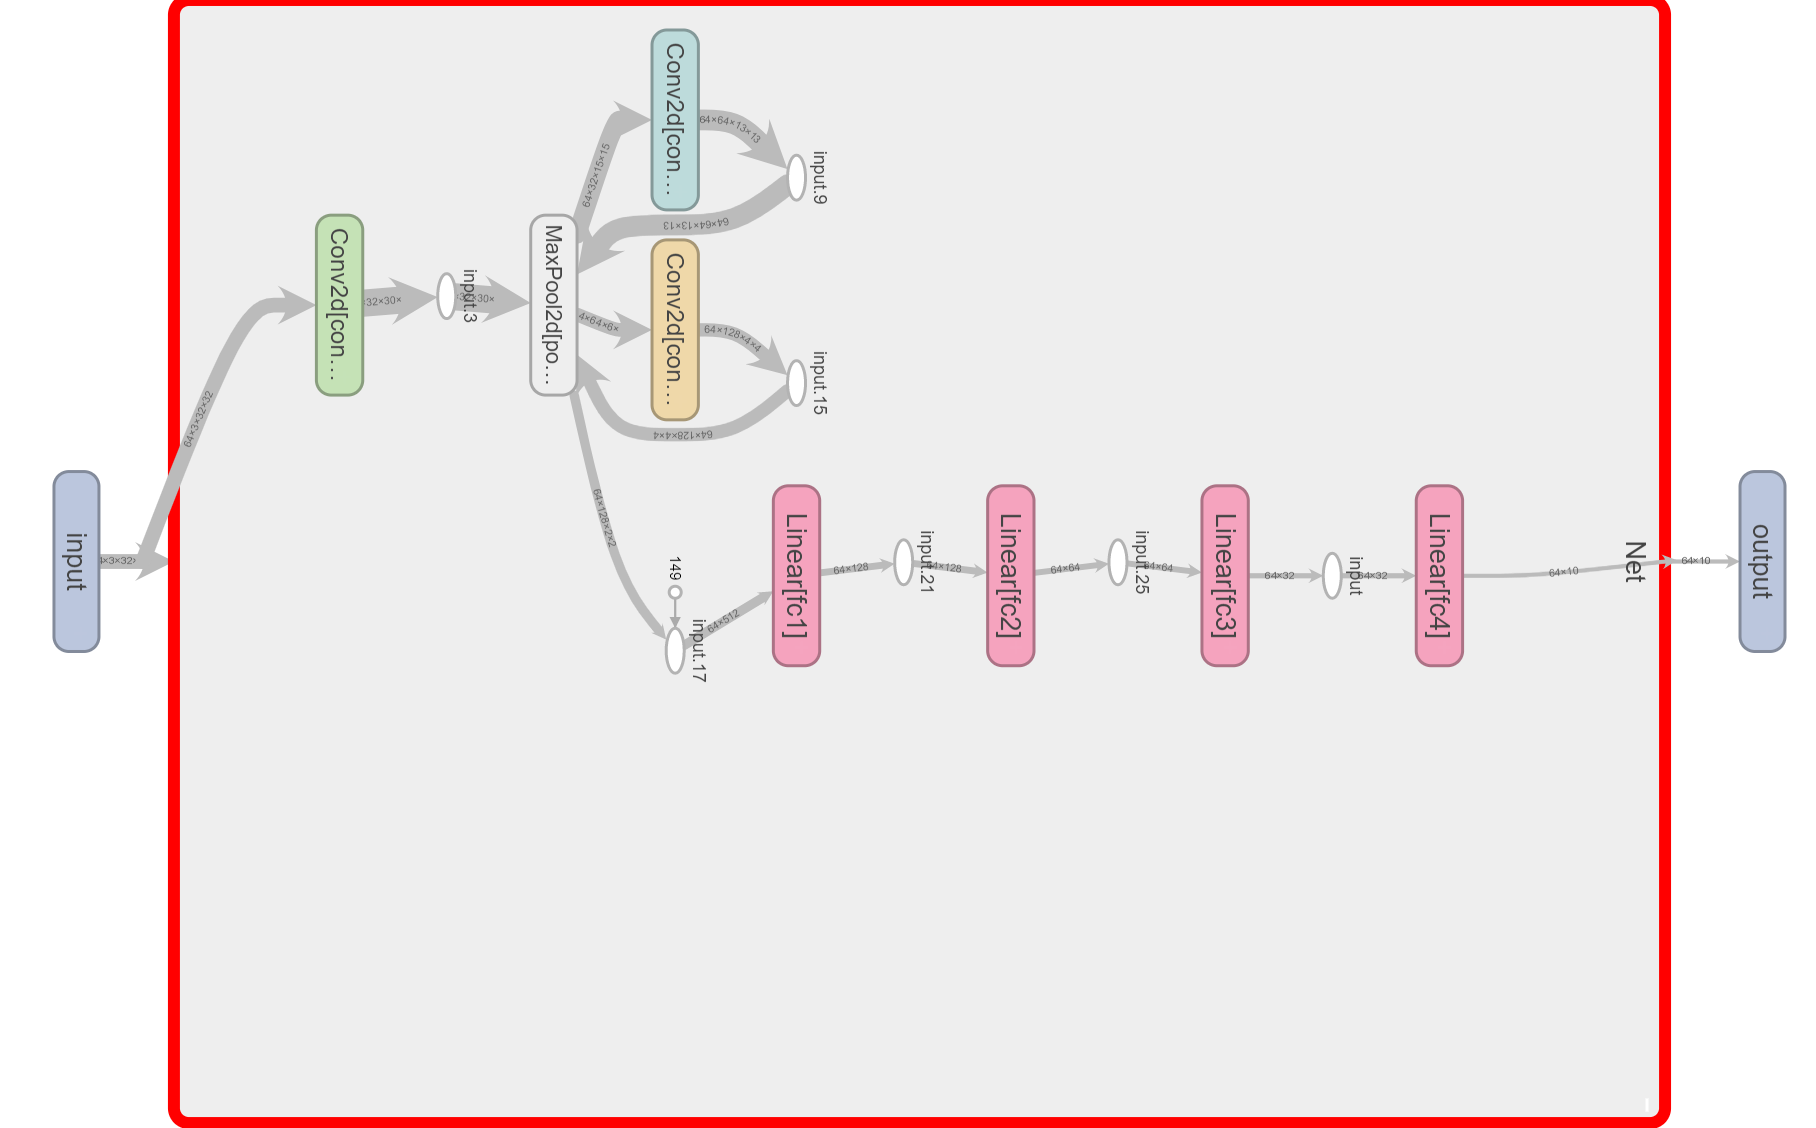 input
64×3×32×32
Conv2d[con...
32×30×
input.3
32×30×
MaxPool2d[po...
64×32×15×15
Conv2d[con...
64×64×13×13
input.9
64×64×13×13
4×64×6×
Conv2d[con...
64×128×4×4
input.15
64×128×4×4
64×128×2×2
149
input.17
64×512
Linear[fc1]
64×128
input.21
×128
Linear[fc2]
64×64
input.25
64×64
Linear[fc3]
64×32
input
64×32
Linear[fc4]
64×10
Net
64×10
output